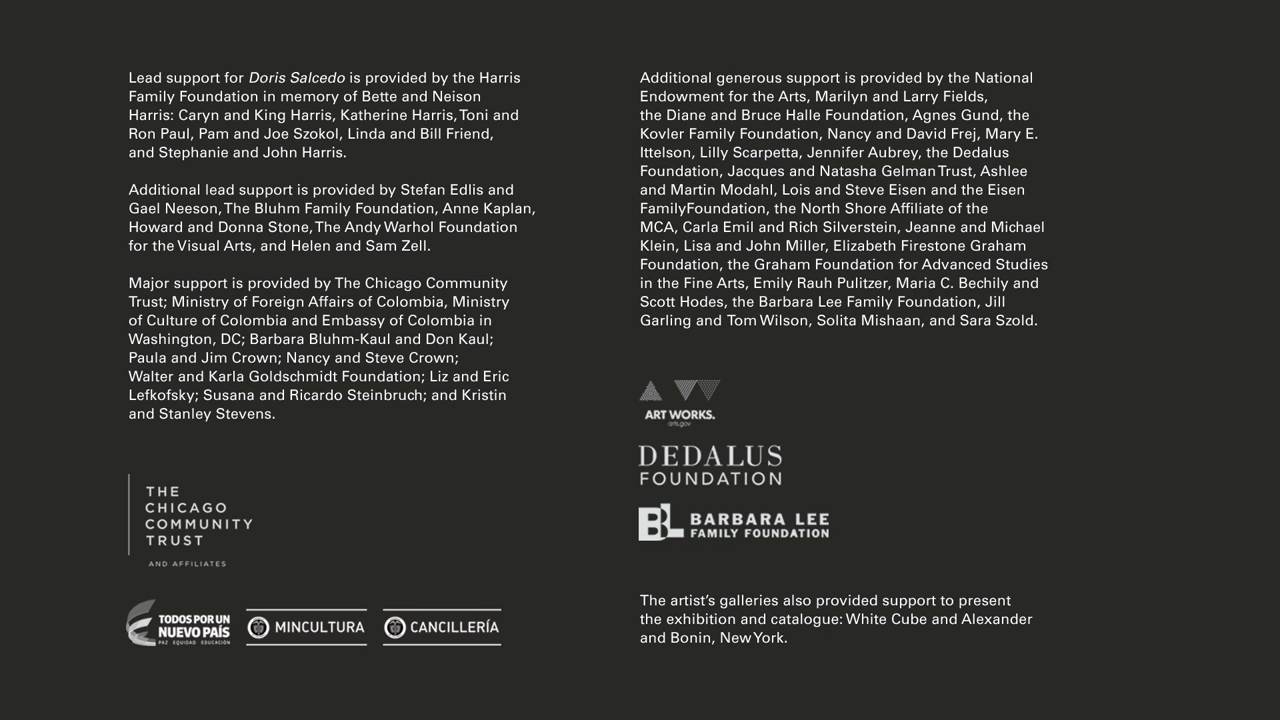 Lead support for Doris Salcedo is provided by the Harris
Family Foundation in memory of Bette and Neison
Harris: Caryn and King Harris, Katherine Harris, Toni and
Ron Paul, Pam and Joe Szokol, Linda and Bill Friend,
and Stephanie and John Harris.
Additional lead support is provided by Stefan Edlis and
Gael Neeson, The Bluhm Family Foundation, Anne Kaplan,
Howard and Donna Stone, The Andy Warhol Foundation
for the Visual Arts, and Helen and Sam Zell.
Major support is provided by The Chicago Community
Trust; Ministry of Foreign Affairs of Colombia, Ministry
of Culture of Colombia and Embassy of Colombia in
Washington, DC; Barbara Bluhm-Kaul and Don Kaul;
Paula and Jim Crown; Nancy and Steve Crown;
Walter and Karla Goldschmidt Foundation; Liz and Eric
Lefkofsky; Susana and Ricardo Steinbruch; and Kristin
and Stanley Stevens.
THE
CHICAGO
COMMUNITY
TRUST
AND AFFILIATES
TODOS POR UN
NUEVO PAÍS
PAZ EQUIDAD EDUCACIÓN
MINCULTURA
CANCILLERÍA
Additional generous support is provided by the National
Endowment for the Arts, Marilyn and Larry Fields,
the Diane and Bruce Halle Foundation, Agnes Gund, the
Kovler Family Foundation, Nancy and David Frej, Mary E.
Ittelson, Lilly Scarpetta, Jennifer Aubrey, the Dedalus
Foundation, Jacques and Natasha Gelman Trust, Ashlee
and Martin Modahl, Lois and Steve Eisen and the Eisen
FamilyFoundation, the North Shore Affiliate of the
MCA, Carla Emil and Rich Silverstein, Jeanne and Michael
Klein, Lisa and John Miller, Elizabeth Firestone Graham
Foundation, the Graham Foundation for Advanced Studies
in the Fine Arts, Emily Rauh Pulitzer, Maria C. Bechily and
Scott Hodes, the Barbara Lee Family Foundation, Jill
Garling and Tom Wilson, Solita Mishaan, and Sara Szold.
ART WORKS.
arts.gov
DEDALUS
FOUNDATION
BL BARBARA LEE
FAMILY FOUNDATION
The artist's galleries also provided support to present
the exhibition and catalogue: White Cube and Alexander
and Bonin, New York.